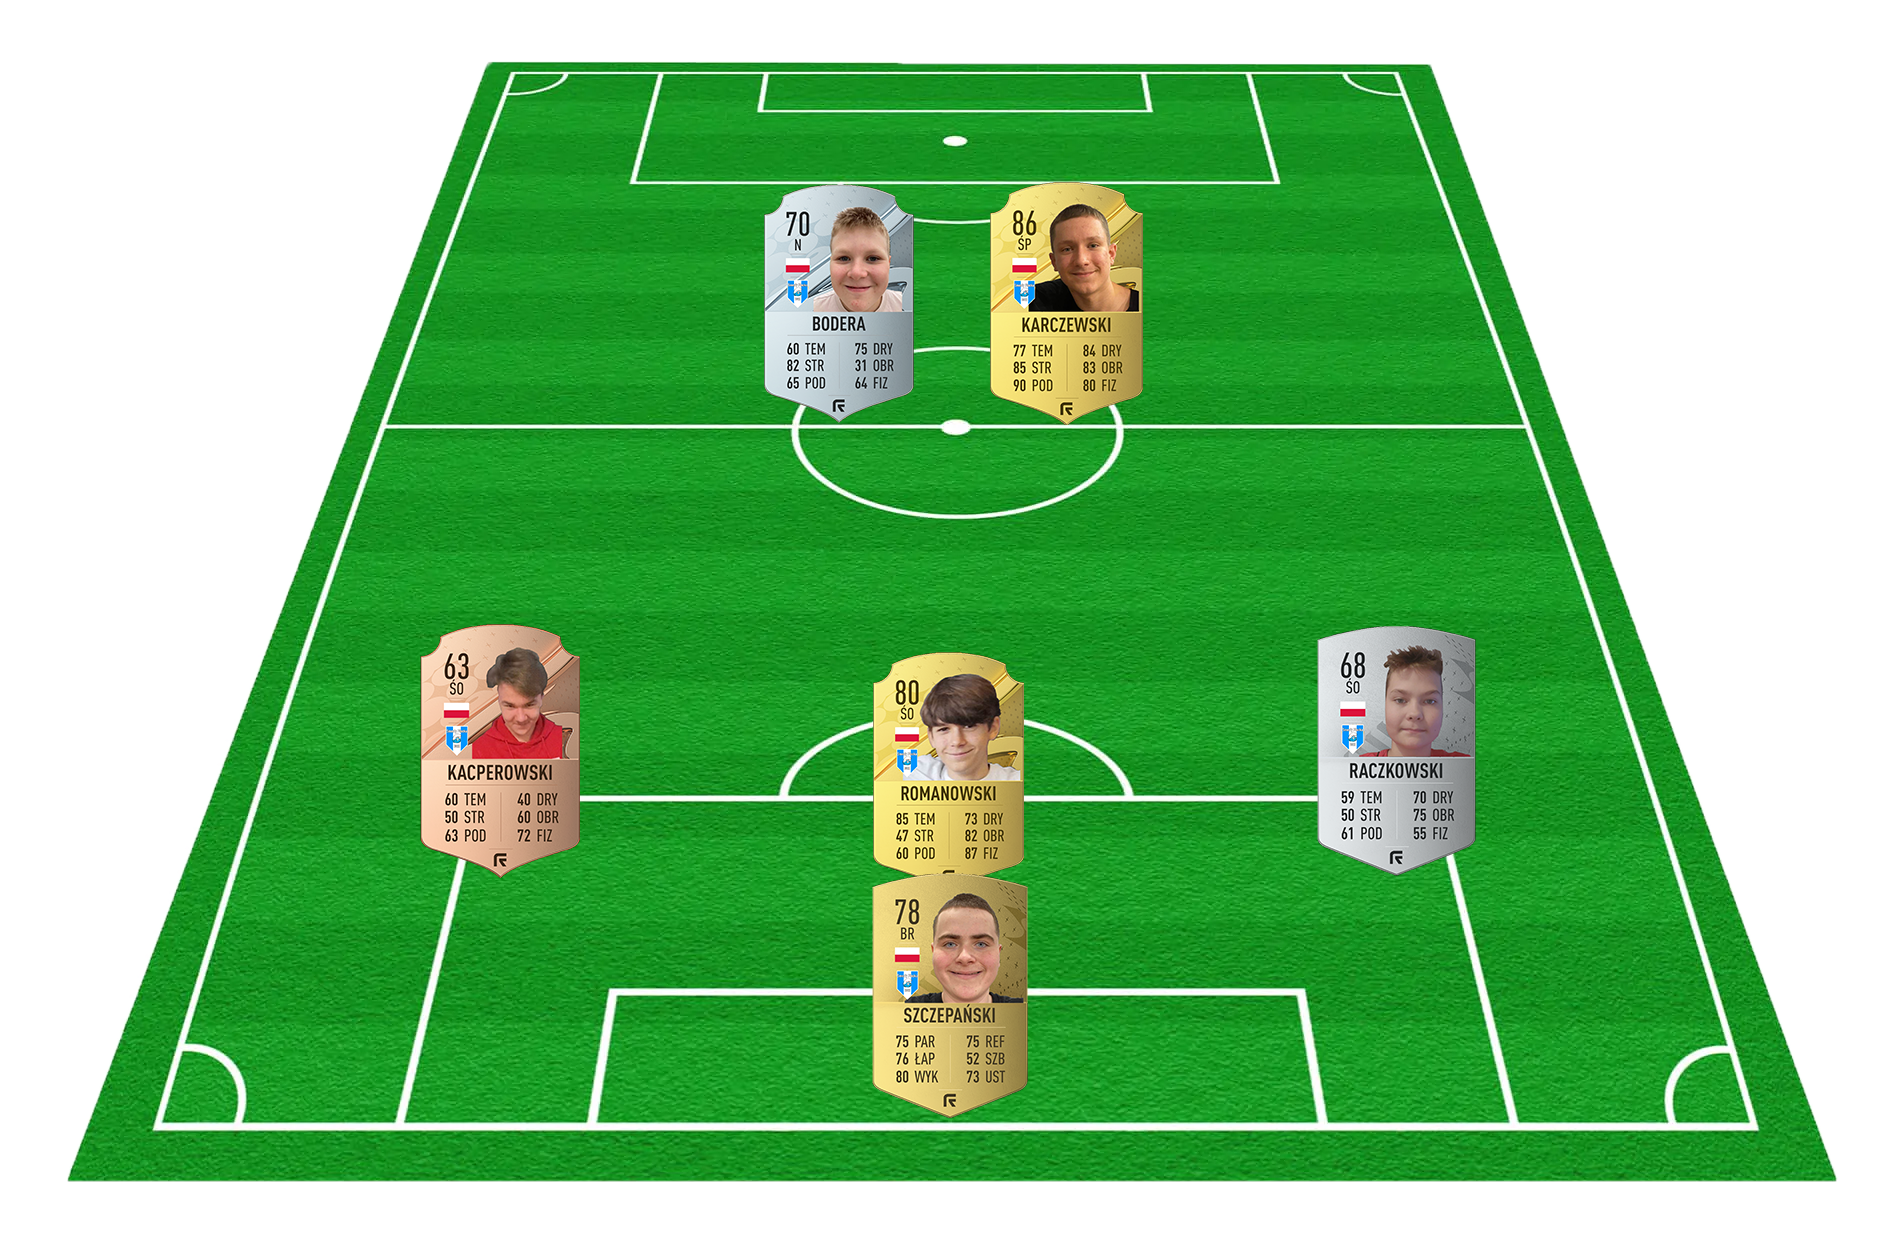 70
N
BODERA
60 TEM 75 DRY
82 STR 31 OBR
65 POD 64 FIZ
86
ŚP
KARCZEWSKI
77 TEM 84 DRY
85 STR 83 OBR
90 POD 80 FIZ
63
ŚO
KACPEROWSKI
60 TEM 40 DRY
50 STR 60 OBR
63 POD 72 FIZ
80
ŚO
ROMANOWSKI
85 TEM 73 DRY
47 STR 82 OBR
60 POD 87 FIZ
68
ŚO
RACZKOWSKI
59 TEM 70 DRY
50 STR 75 OBR
61 POD 55 FIZ
78
BR
SZCZEPAŃSKI
75 PAR 75 REF
76 ŁAP 52 SZB
80 WYK 73 UST